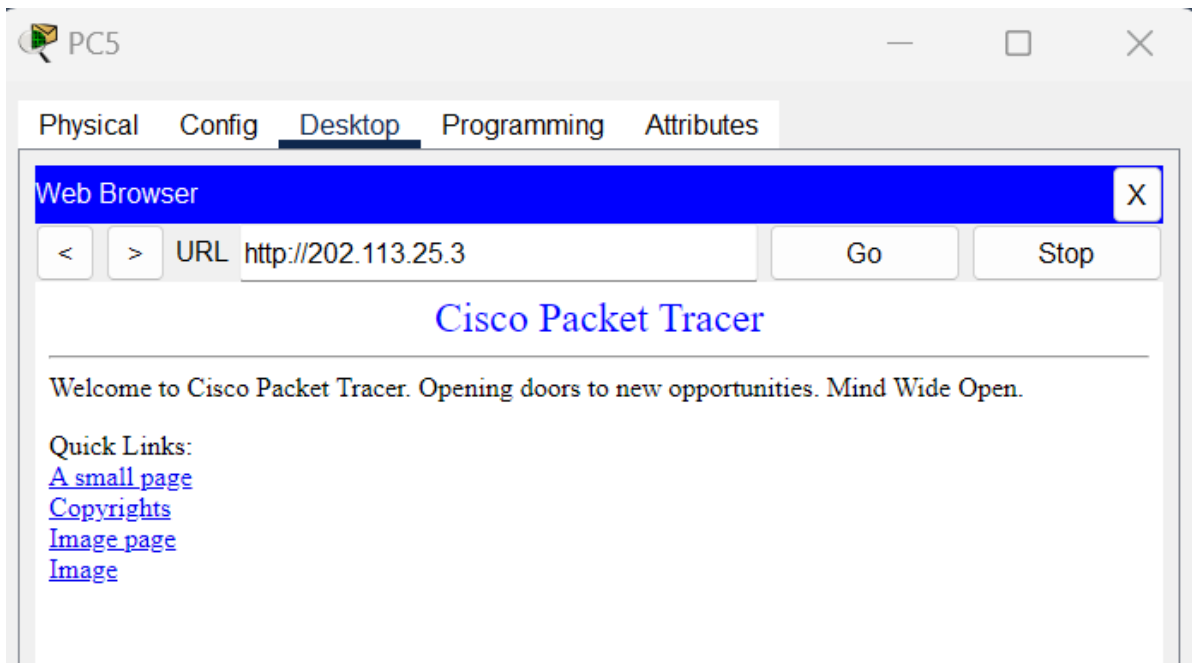 PC5
Physical Config Desktop Programming Attributes
Web Browser X
< > URL http://202.113.25.3 Go Stop
Cisco Packet Tracer
Welcome to Cisco Packet Tracer. Opening doors to new opportunities. Mind Wide Open.
Quick Links:
A small page
Copyrights
Image page
Image